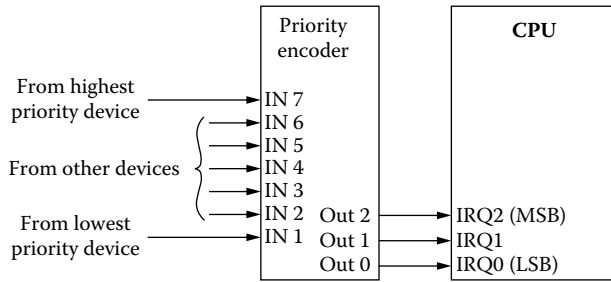 Priority
encoder
CPU
From highest
priority device
From other devices
From lowest
priority device
IN 7
IN 6
IN 5
IN 4
IN 3
IN 2
IN 1
Out 2
Out 1
Out 0
IRQ2 (MSB)
IRQ1
IRQ0 (LSB)